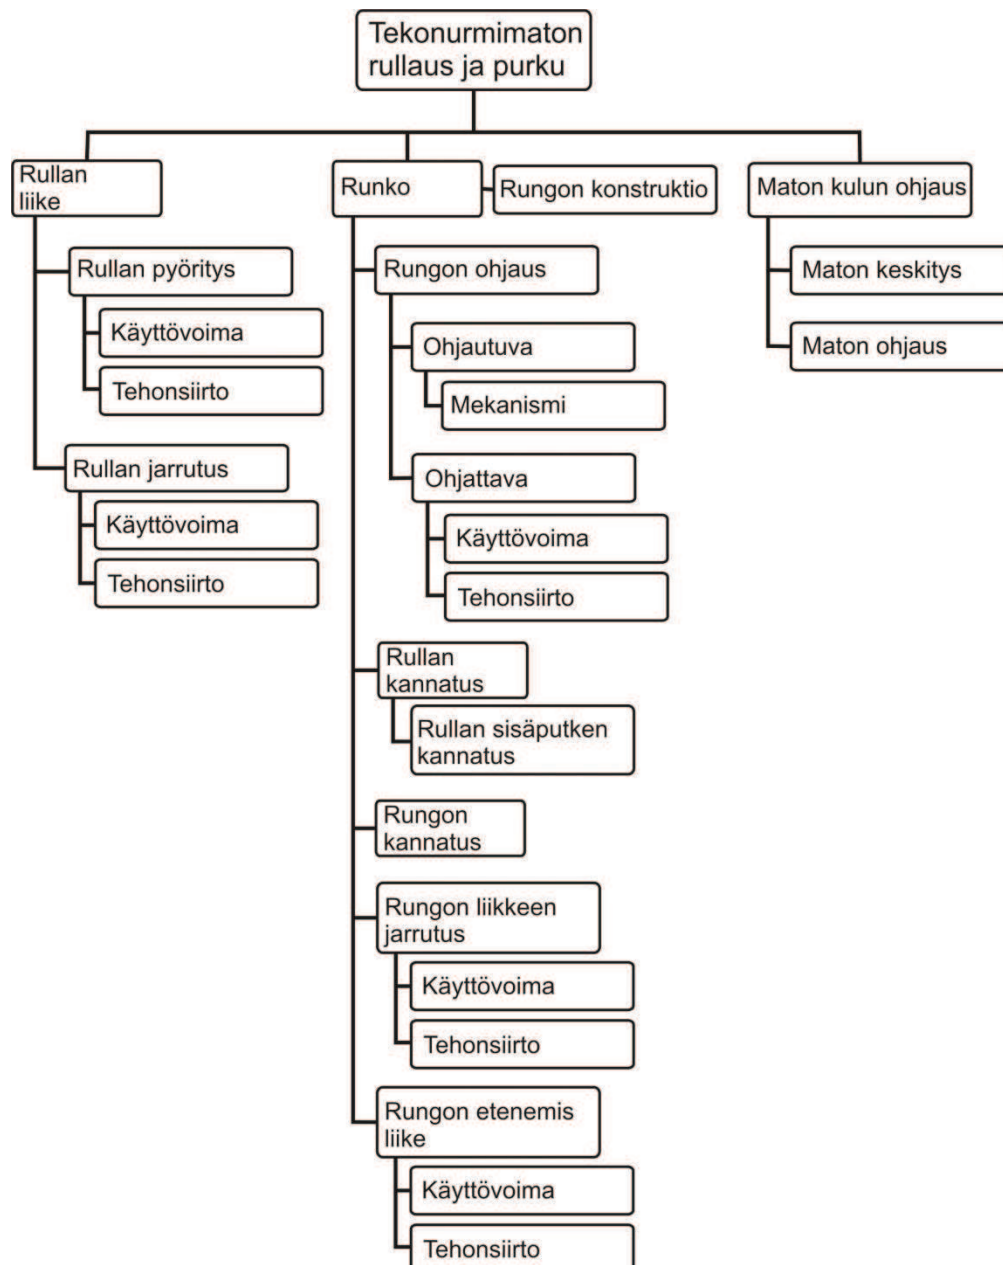 Tekonurmimaton
rullaus ja purku
Rullan
liike
Rullan pyöritys
Käyttövoima
Tehonsiirto
Rullan jarrutus
Käyttövoima
Tehonsiirto
Runko
Rungon konstruktio
Rungon ohjaus
Ohjautuva
Mekanismi
Ohjattava
Käyttövoima
Tehonsiirto
Rullan
kannatus
Rullan sisäputken
kannatus
Rungon
kannatus
Rungon liikkeen
jarrutus
Käyttövoima
Tehonsiirto
Rungon etenemis
liike
Käyttövoima
Tehonsiirto
Maton kulun ohjaus
Maton keskitys
Maton ohjaus